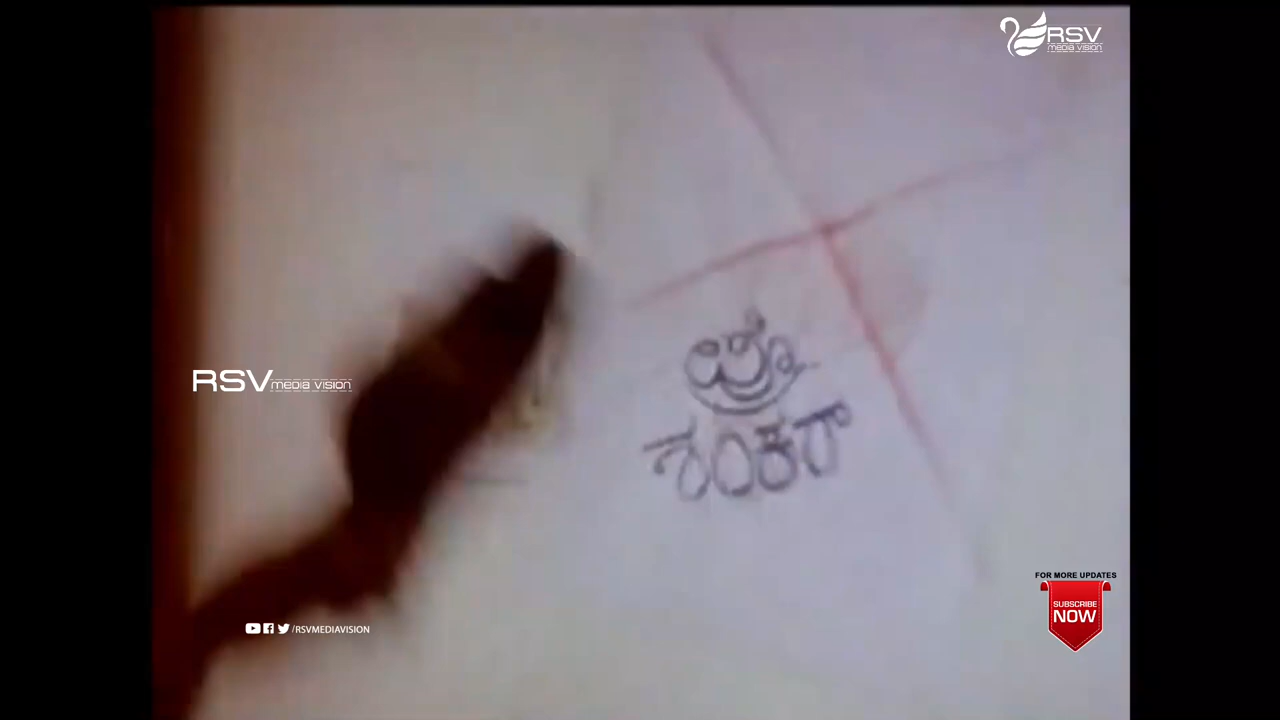 RSV
media vision
ಪ್ರೊ
ಶಂಕರ್
RSV media vision
/RSVMEDIAVISION
FOR MORE UPDATES
SUBSCRIBE
NOW